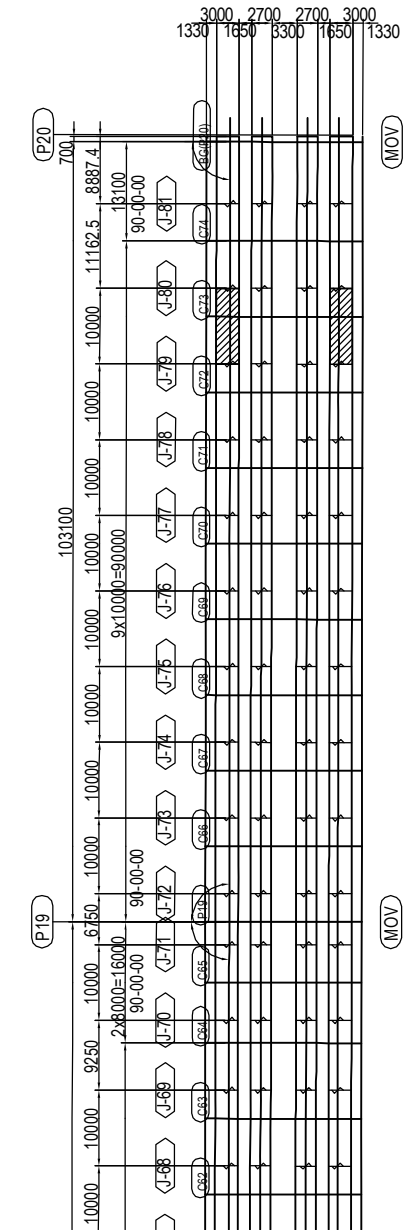 3000 2700 2700 3000
1330 1650 3300 1650 1330
P20
MOV
BG(P20)
700
8887.4
13100
90-00-00
J-81
C74
11162.5
J-80
C73
10000
J-79
C72
10000
J-78
C71
10000
J-77
C70
103100
10000
9x10000=90000
J-76
C69
10000
J-75
C68
10000
J-74
C67
10000
J-73
C66
10000
90-00-00
J-72
P19
P19
MOV
6750
J-71
C65
10000
2x8000=16000
90-00-00
J-70
C64
9250
J-69
C63
10000
J-68
C62
10000